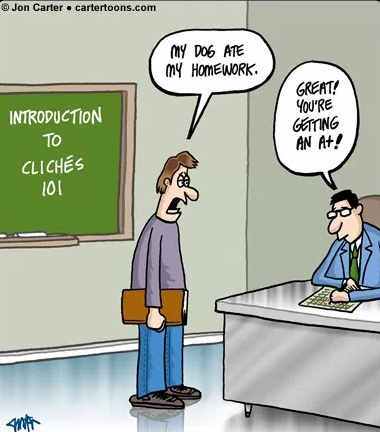 © Jon Carter ● cartertoons.com
MY DOG ATE
MY HOMEWORK.
GREAT!
YOU'RE
GETTING
AN A+!
INTRODUCTION
TO
CLICHÉS
101